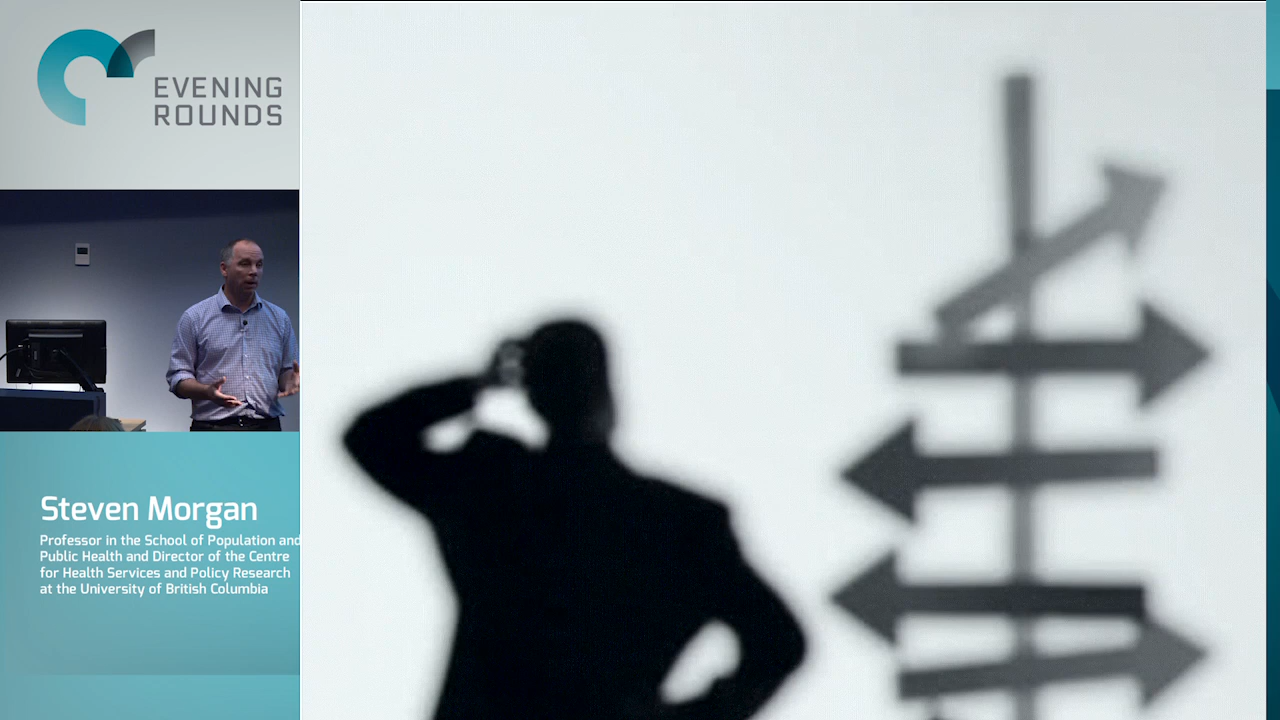 EVENING
ROUNDS
Steven Morgan
Professor in the School of Population and
Public Health and Director of the Centre
for Health Services and Policy Research
at the University of British Columbia